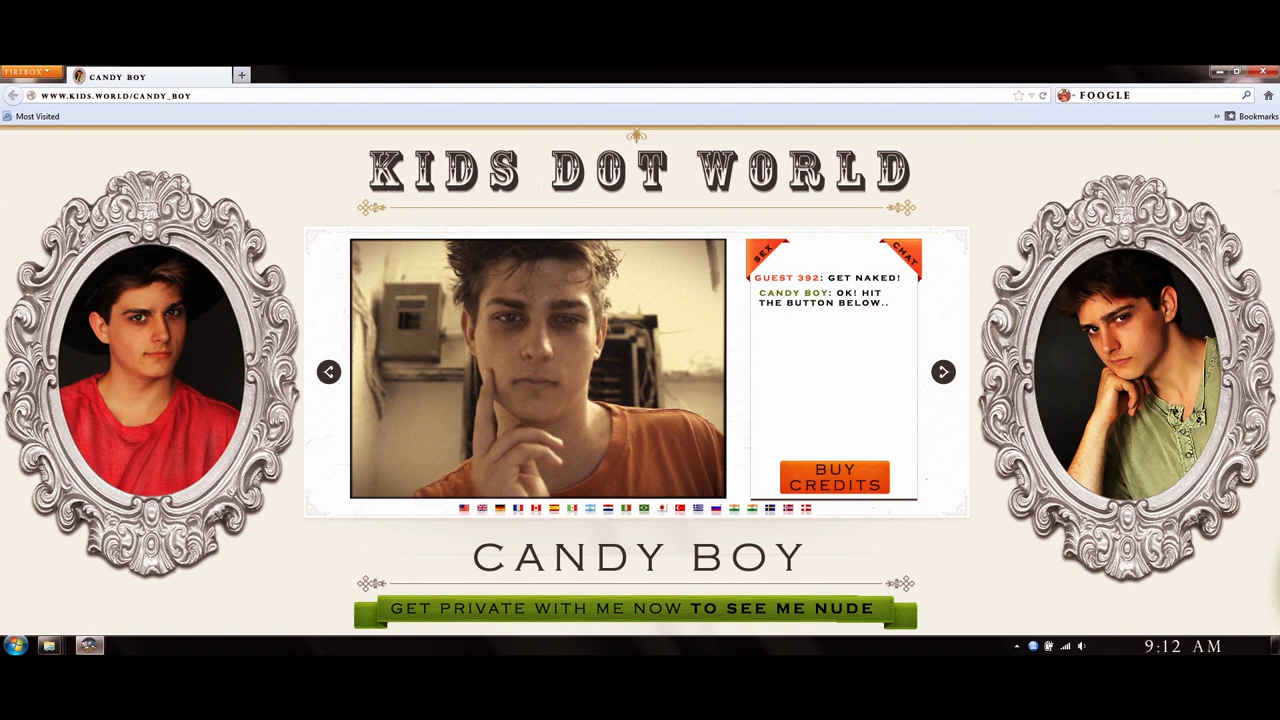 FIREBOX
CANDY BOY
WWW.KIDS.WORLD/CANDY_BOY
FOOGLE
Most Visited
Bookmarks
KIDS DOT WORLD
SEX
CHAT
GUEST 392: GET NAKED!
CANDY BOY: OK! HIT
THE BUTTON BELOW..
BUY
CREDITS
CANDY BOY
GET PRIVATE WITH ME NOW TO SEE ME NUDE
9:12 AM